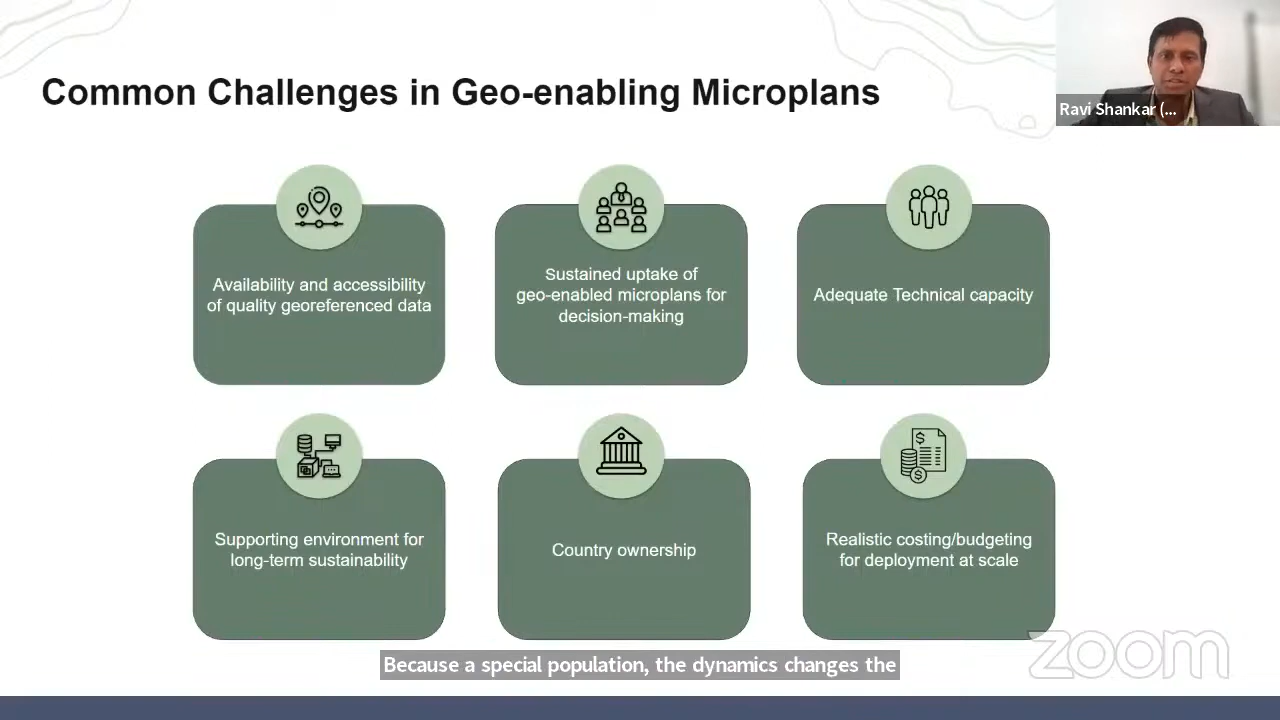 Common Challenges in Geo-enabling Microplans
Ravi Shankar (...
Availability and accessibility
of quality georeferenced data
Sustained uptake of
geo-enabled microplans for
decision-making
Adequate Technical capacity
Supporting environment for
long-term sustainability
Country ownership
$
$
Realistic costing/budgeting
for deployment at scale
zoom
Because a special population, the dynamics changes the